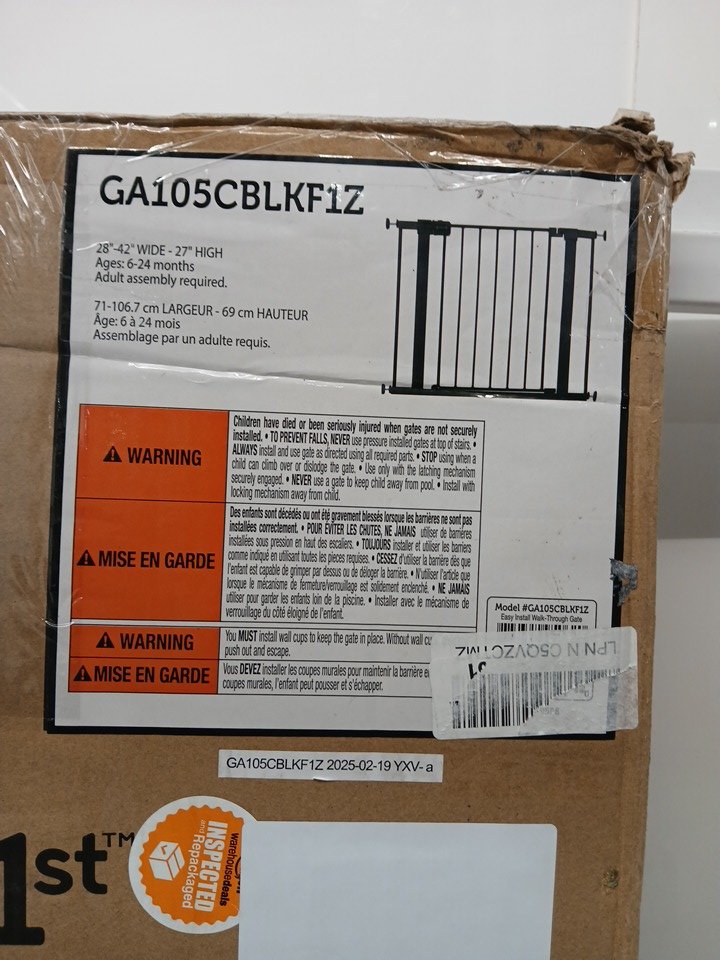 GA105CBLKF1Z
28"-42" WIDE - 27" HIGH
Ages: 6-24 months
Adult assembly required.
71-106.7 cm LARGEUR - 69 cm HAUTEUR
Âge: 6 à 24 mois
Assemblage par un adulte requis.
WARNING
Children have died or been seriously injured when gates are not securely
installed. • TO PREVENT FALLS, NEVER use pressure installed gates at top of stairs. •
ALWAYS install and use gate as directed using all required parts. • STOP using when a
child can climb over or dislodge the gate. • Use only with the latching mechanism
securely engaged. • NEVER use a gate to keep child away from pool. • Install with
locking mechanism away from child.
MISE EN GARDE
Des enfants sont décédés ou ont été gravement blessés lorsque les barrières ne sont pas
installées correctement. • POUR ÉVITER LES CHUTES, NE JAMAIS utiliser de barrières
installées sous pression en haut des escaliers. • TOUJOURS installer et utiliser les barrières
comme indiqué en utilisant toutes les pièces requises. • CESSEZ d'utiliser la barrière dès que
l'enfant est capable de grimper par dessus ou de déloger la barrière. • N'utiliser l'article que
lorsque le mécanisme de fermeture/verrouillage est solidement enclenché. • NE JAMAIS
utiliser pour garder les enfants loin de la piscine. • Installer avec le mécanisme de
verrouillage du côté éloigné de l'enfant.
WARNING
You MUST install wall cups to keep the gate in place. Without wall
push out and escape.
MISE EN GARDE
Vous DEVEZ installer les coupes murales pour maintenir la barrière
coupes murales, l'enfant peut pousser et s'échapper.
Model #GA105CBLKF1Z
Easy Install Walk-Through Gate
LPN N
GA105CBLKF1Z 2025-02-19 YXV- a
1st™
warehousedeals
INSPECTED
and Repackaged